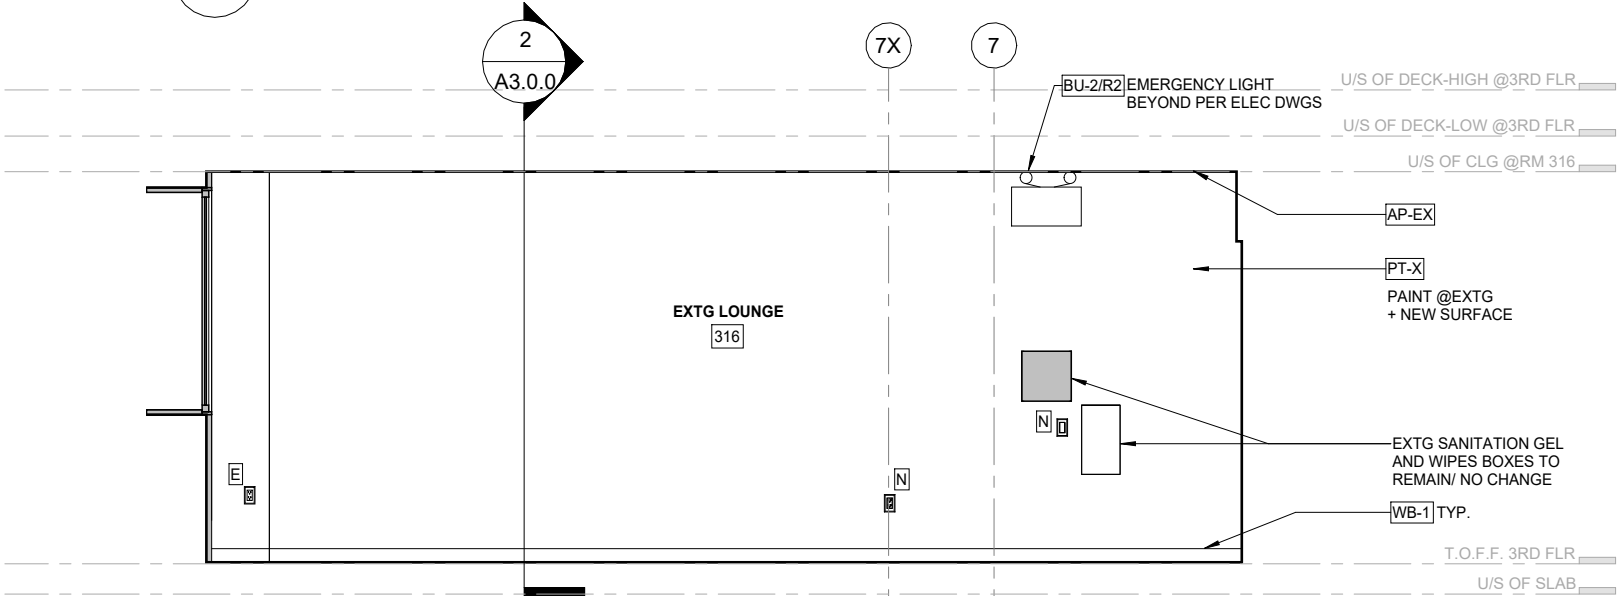 2
A3.0.0
7X
7
BU-2/R2 EMERGENCY LIGHT
BEYOND PER ELEC DWGS
U/S OF DECK-HIGH @3RD FLR
U/S OF DECK-LOW @3RD FLR
U/S OF CLG @RM 316
AP-EX
PT-X
PAINT @EXTG
+ NEW SURFACE
EXTG LOUNGE
316
N
E
N
EXTG SANITATION GEL
AND WIPES BOXES TO
REMAIN/ NO CHANGE
WB-1 TYP.
T.O.F.F. 3RD FLR
U/S OF SLAB